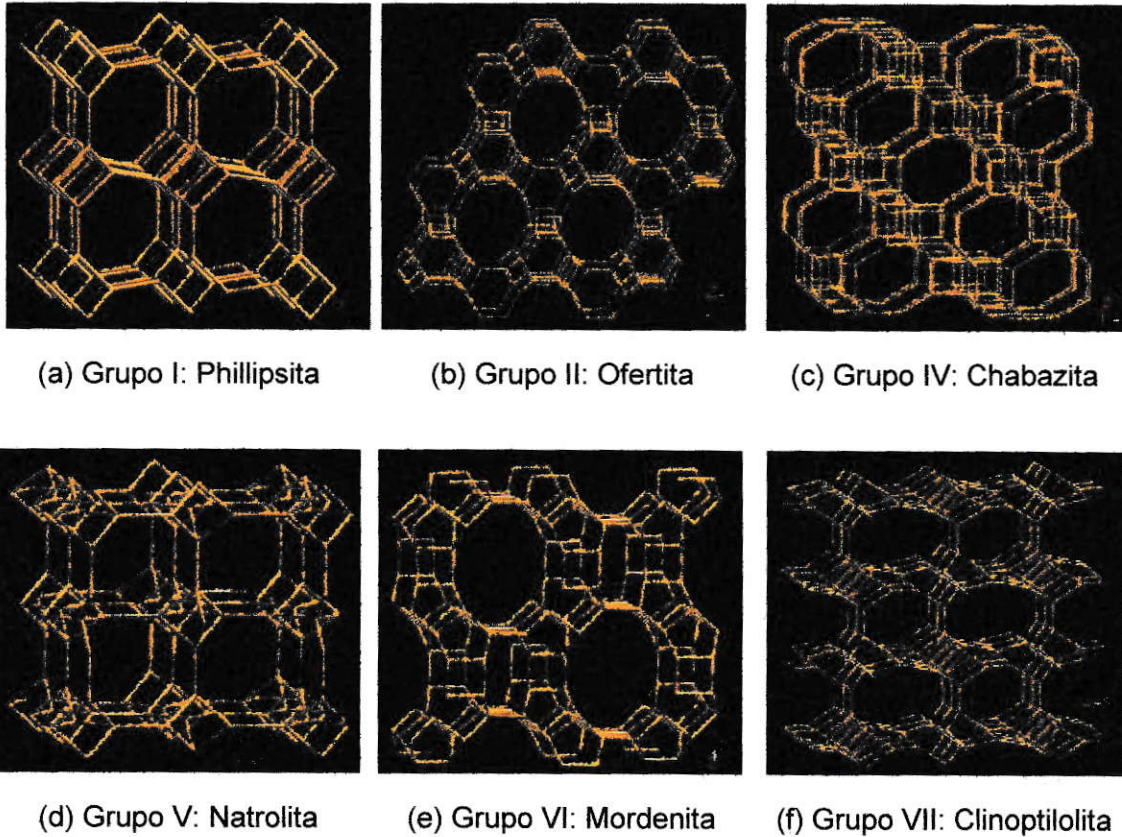 (a) Grupo I: Phillipsita
(b) Grupo II: Ofertita
(c) Grupo IV: Chabazita
(d) Grupo V: Natrolita
(e) Grupo VI: Mordenita
(f) Grupo VII: Clinoptilolita